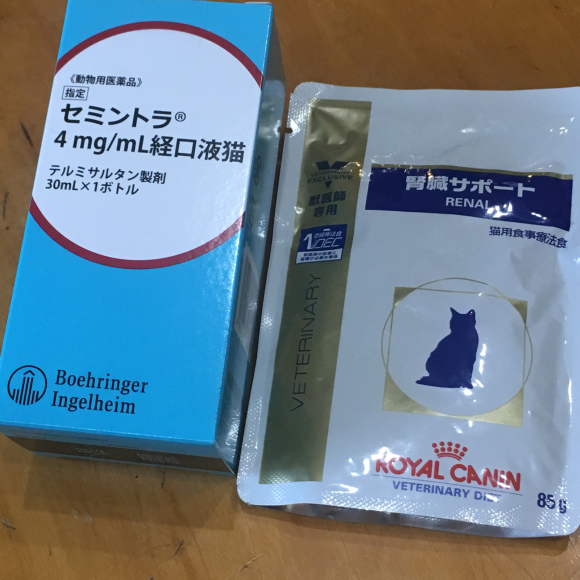 《動物用医薬品》
指定
セミントラ®
4 mg/mL経口液猫
テルミサルタン製剤
30mL×1ボトル
Boehringer
Ingelheim
EXCLUSIVE
獣医師
専用
VETERINARY
腎臓サポート
RENAL
猫用食事療法食
ROYAL CANIN
VETERINARY DIET
85g